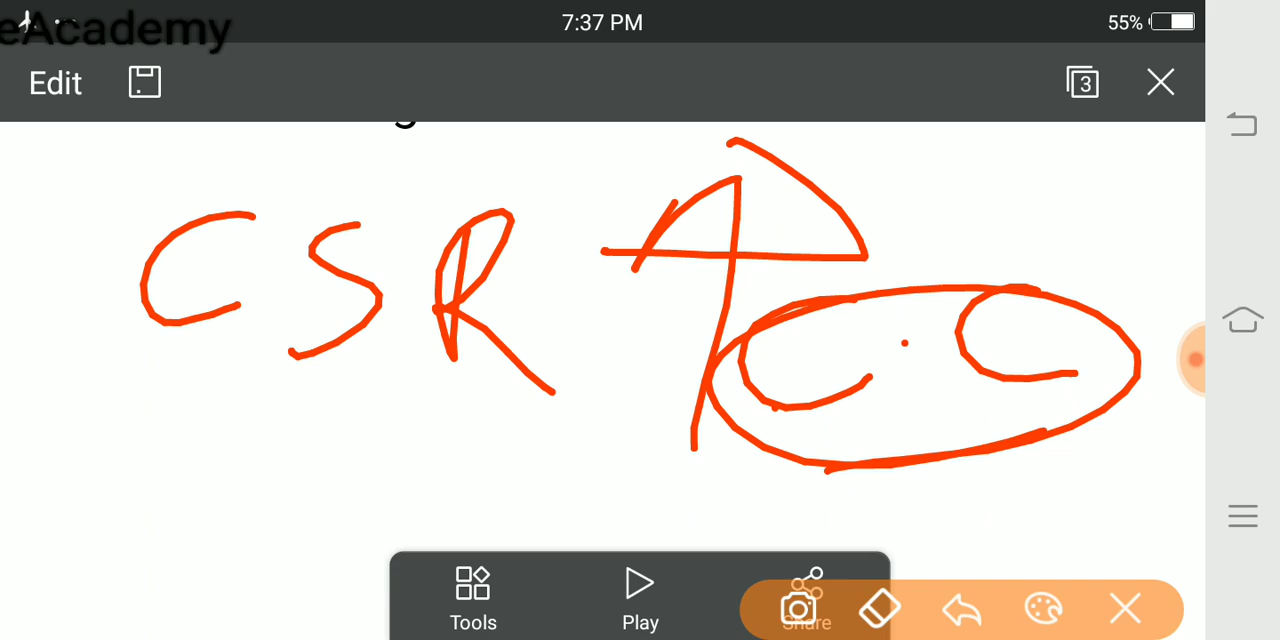 eAcademy
7:37 PM
55%
Edit
3
CSR
C.C
Tools
Play
Share